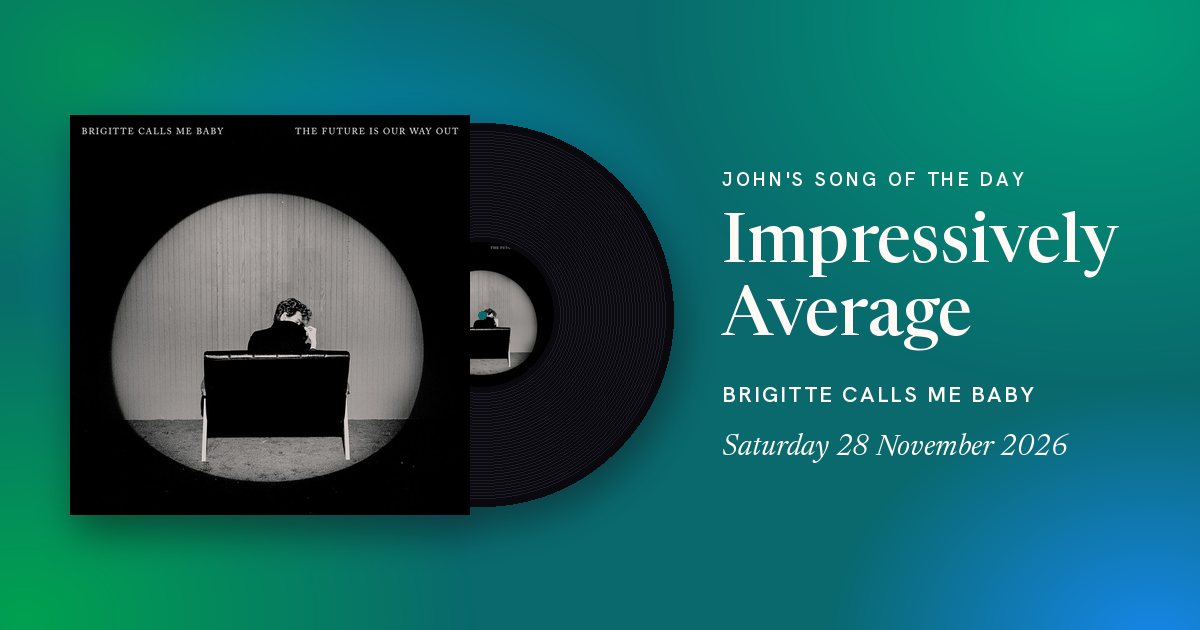 BRIGITTE CALLS ME BABY THE FUTURE IS OUR WAY OUT
JOHN'S SONG OF THE DAY
Impressively
Average
BRIGITTE CALLS ME BABY
Saturday 28 November 2026